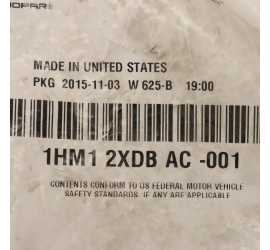 MOPAR
MADE IN UNITED STATES
PKG 2015-11-03 W 625-B 19:00
1HM1 2XDB AC -001
CONTENTS CONFORM TO US FEDERAL MOTOR VEHICLE
SAFETY STANDARDS, IF ANY ARE APPLICABLE